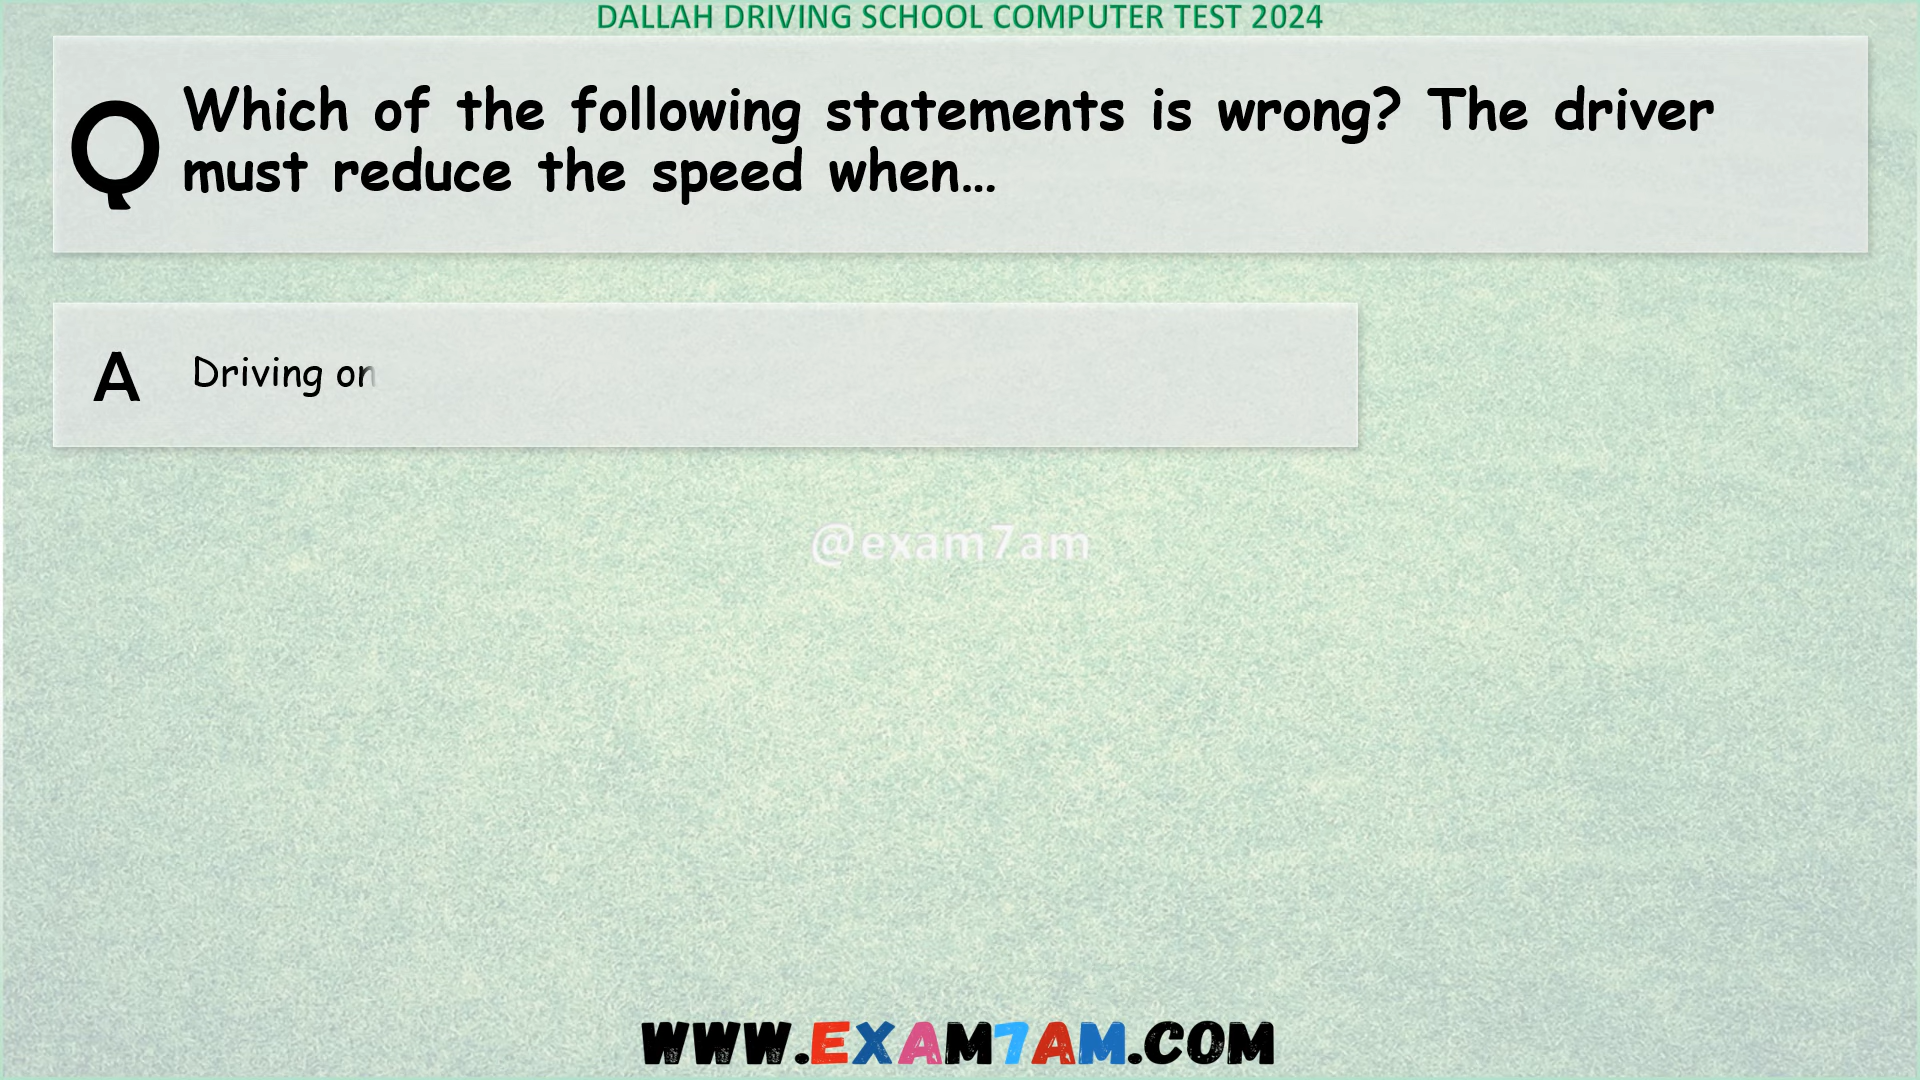 DALLAH DRIVING SCHOOL COMPUTER TEST 2024
Q
Which of the following statements is wrong? The driver
must reduce the speed when...
A
Driving on
@exam7am
WWW.EXAM7AM.COM